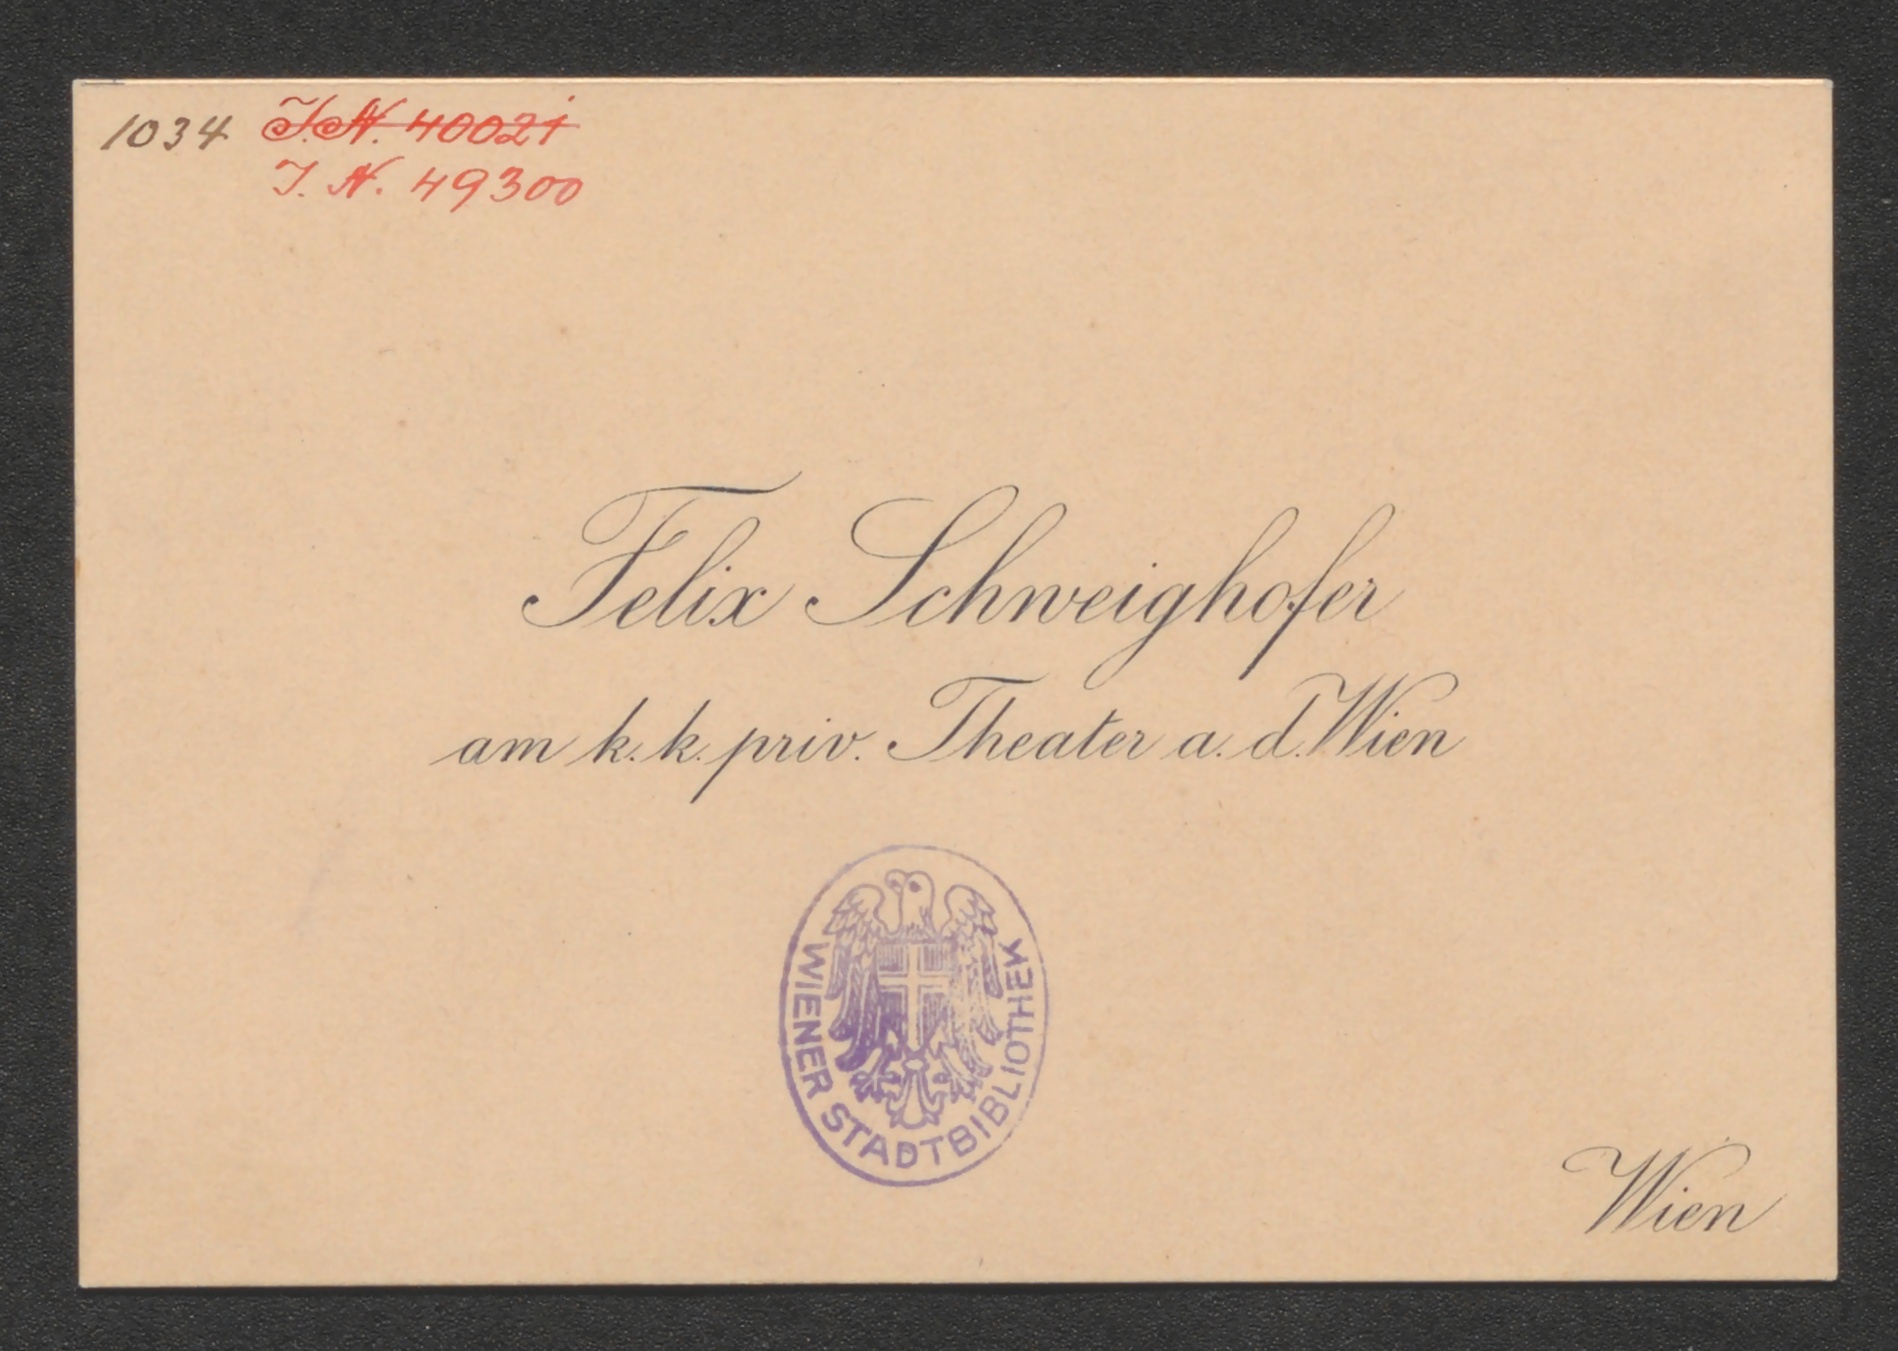 1034 I.N. 40021
I.N. 49300
Felix Schweighofer
am k. k. priv. Theater a. d. Wien
WIENER STADTBIBLIOTHEK
Wien